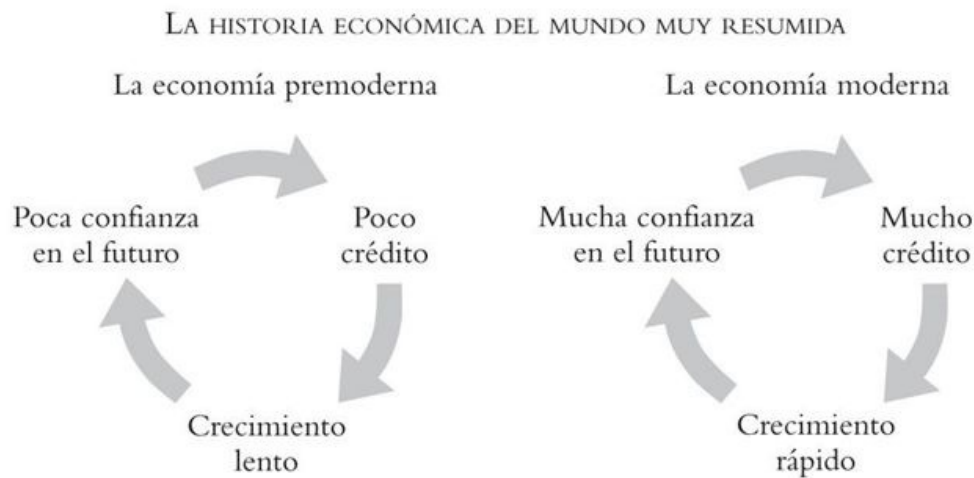 LA HISTORIA ECONÓMICA DEL MUNDO MUY RESUMIDA
La economía premoderna
Poca confianza
en el futuro
Poco
crédito
Crecimiento
lento
La economía moderna
Mucha confianza
en el futuro
Mucho
crédito
Crecimiento
rápido